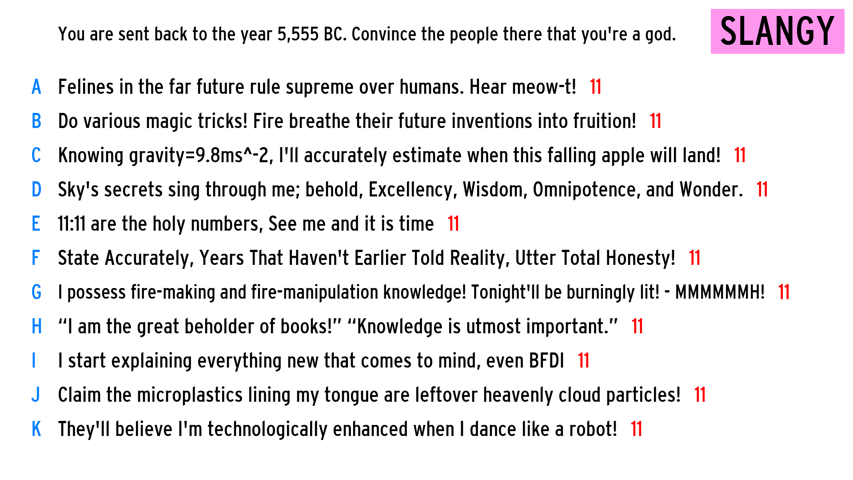 You are sent back to the year 5,555 BC. Convince the people there that you're a god.
SLANGY
A Felines in the far future rule supreme over humans. Hear meow-t! 11
B Do various magic tricks! Fire breathe their future inventions into fruition! 11
C Knowing gravity=9.8ms^-2, I'll accurately estimate when this falling apple will land! 11
D Sky's secrets sing through me; behold, Excellency, Wisdom, Omnipotence, and Wonder. 11
E 11:11 are the holy numbers, See me and it is time 11
F State Accurately, Years That Haven't Earlier Told Reality, Utter Total Honesty! 11
G I possess fire-making and fire-manipulation knowledge! Tonight'll be burningly lit! - MMMMMMH! 11
H “I am the great beholder of books!” “Knowledge is utmost important.” 11
I I start explaining everything new that comes to mind, even BFDI 11
J Claim the microplastics lining my tongue are leftover heavenly cloud particles! 11
K They'll believe I'm technologically enhanced when I dance like a robot! 11